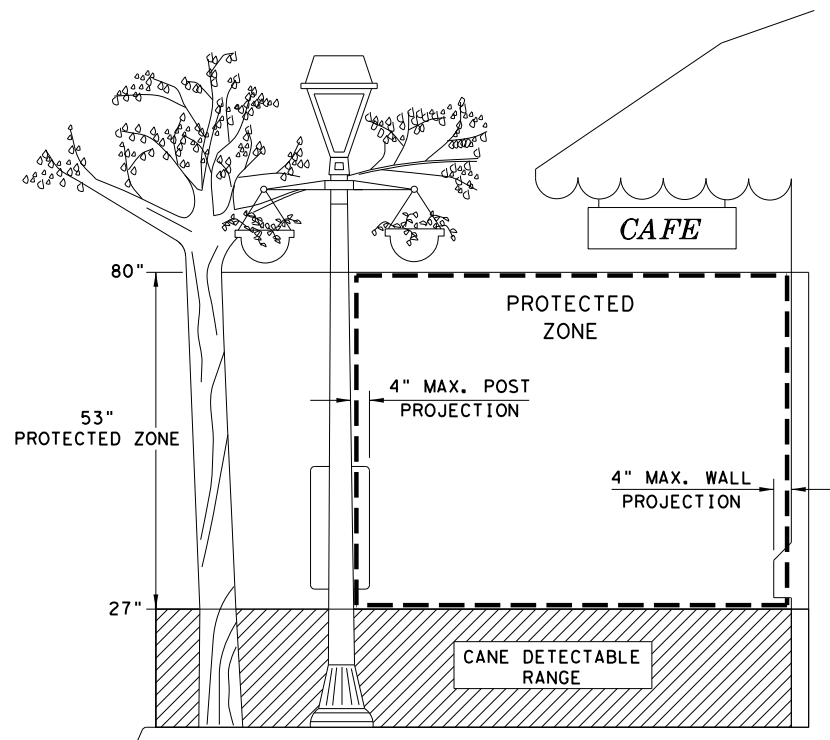 CAFE
80"
PROTECTED
ZONE
4" MAX. POST
PROJECTION
53"
PROTECTED ZONE
4" MAX. WALL
PROJECTION
27"
CANE DETECTABLE
RANGE